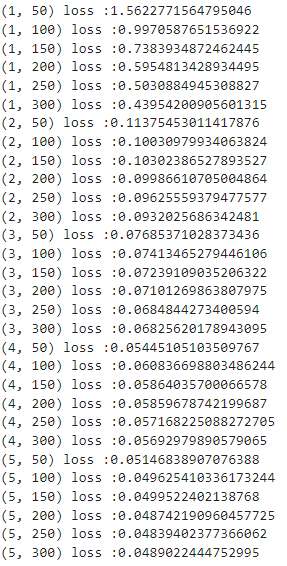 (1, 50) loss :1.5622771564795046
(1, 100) loss :0.9970587651536922
(1, 150) loss :0.7383934872462445
(1, 200) loss :0.5954813428934495
(1, 250) loss :0.5030884945308827
(1, 300) loss :0.43954200905601315
(2, 50) loss :0.11375453011417876
(2, 100) loss :0.10030979934063824
(2, 150) loss :0.10302386527893527
(2, 200) loss :0.09986610705004864
(2, 250) loss :0.09625559379477577
(2, 300) loss :0.0932025686342481
(3, 50) loss :0.07685371028373436
(3, 100) loss :0.07413465279446106
(3, 150) loss :0.07239109035206322
(3, 200) loss :0.07101269863807975
(3, 250) loss :0.0684844273400594
(3, 300) loss :0.06825620178943095
(4, 50) loss :0.05445105103509767
(4, 100) loss :0.060836698803486244
(4, 150) loss :0.05864035700066578
(4, 200) loss :0.05859678742199687
(4, 250) loss :0.057168225088272705
(4, 300) loss :0.05692979890579065
(5, 50) loss :0.05146838907076388
(5, 100) loss :0.049625410336173244
(5, 150) loss :0.0499522402138768
(5, 200) loss :0.048742190960457725
(5, 250) loss :0.04839402377366062
(5, 300) loss :0.0489022444752995